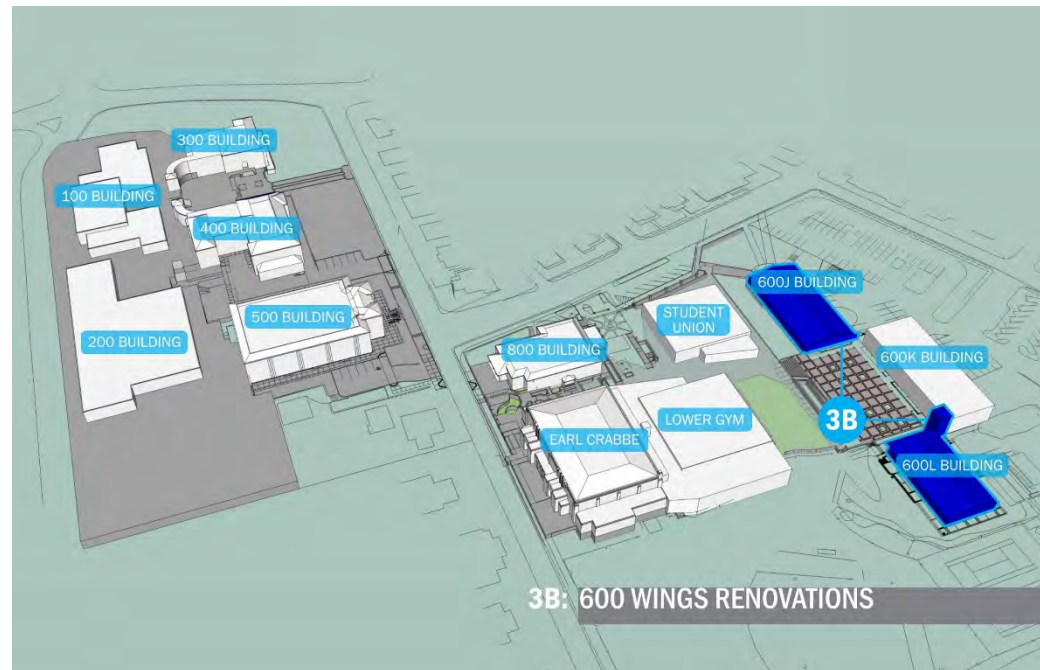 300 BUILDING
100 BUILDING
400 BUILDING
600J BUILDING
STUDENT
UNION
500 BUILDING
200 BUILDING
800 BUILDING
600K BUILDING
LOWER GYM
3B
EARL CRABBE
600L BUILDING
3B: 600 WINGS RENOVATIONS